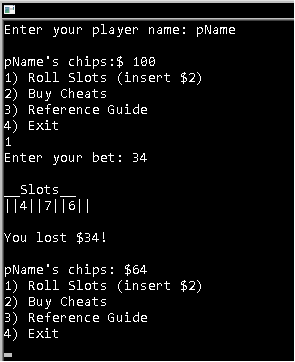 Enter your player name: pName
pName's chips:$ 100
1) Roll Slots (insert $2)
2) Buy Cheats
3) Reference Guide
4) Exit
1
Enter your bet: 34
__Slots__
||4||7||6||
You lost $34!
pName's chips: $64
1) Roll Slots (insert $2)
2) Buy Cheats
3) Reference Guide
4) Exit